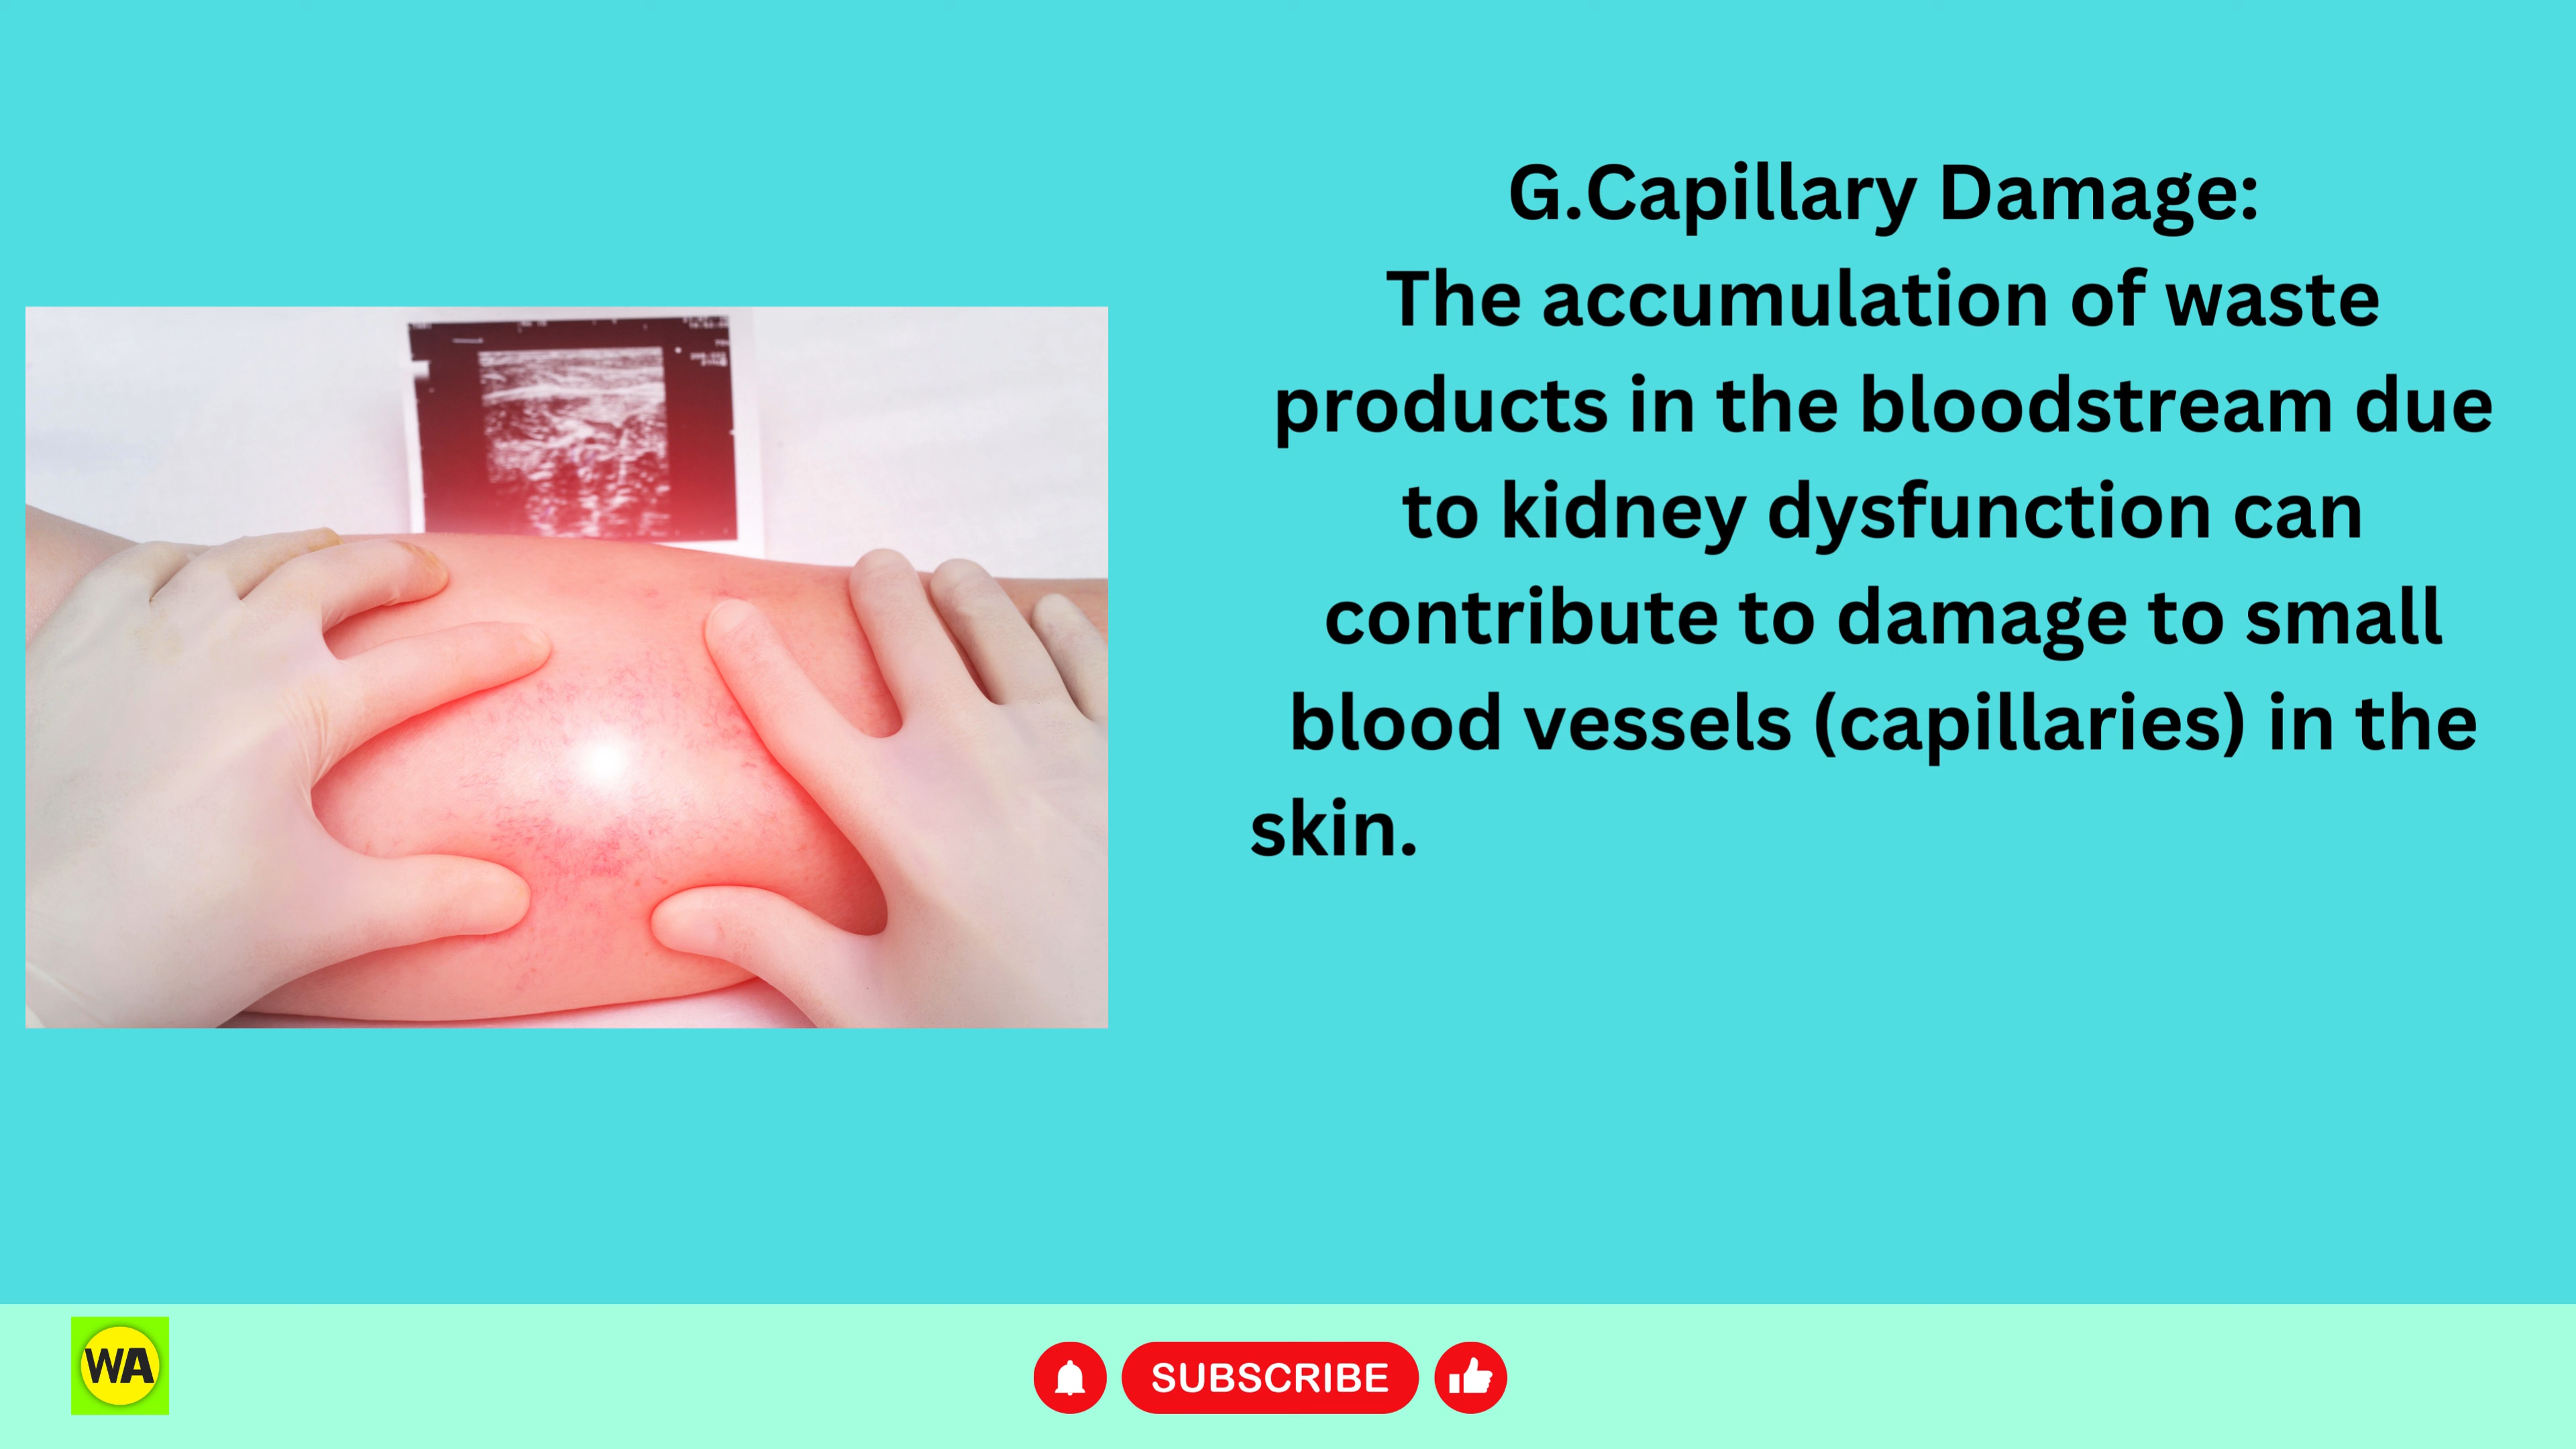 G.Capillary Damage:
The accumulation of waste
products in the bloodstream due
to kidney dysfunction can
contribute to damage to small
blood vessels (capillaries) in the
skin.
WA
SUBSCRIBE